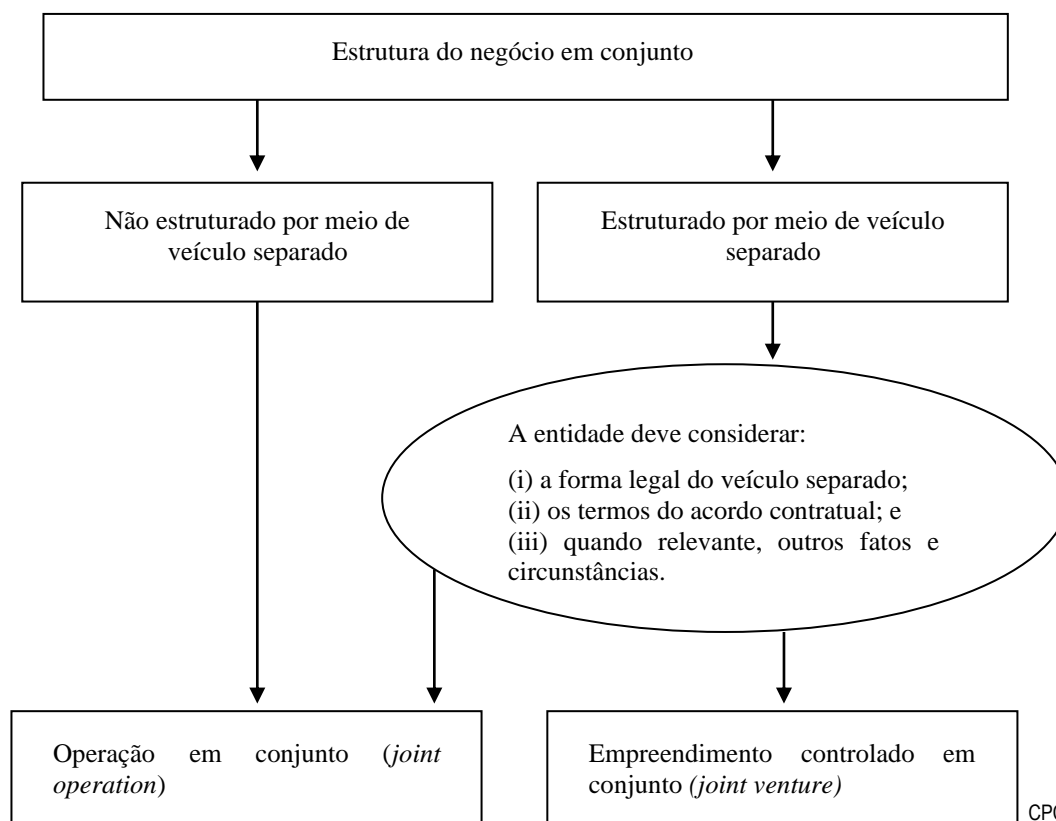 Estrutura do negócio em conjunto
Não estruturado por meio de
veículo separado
Estruturado por meio de veículo
separado
A entidade deve considerar:
(i) a forma legal do veículo separado;
(ii) os termos do acordo contratual; e
(iii) quando relevante, outros fatos e
circunstâncias.
Operação em conjunto (joint
operation)
Empreendimento controlado em
conjunto (joint venture)